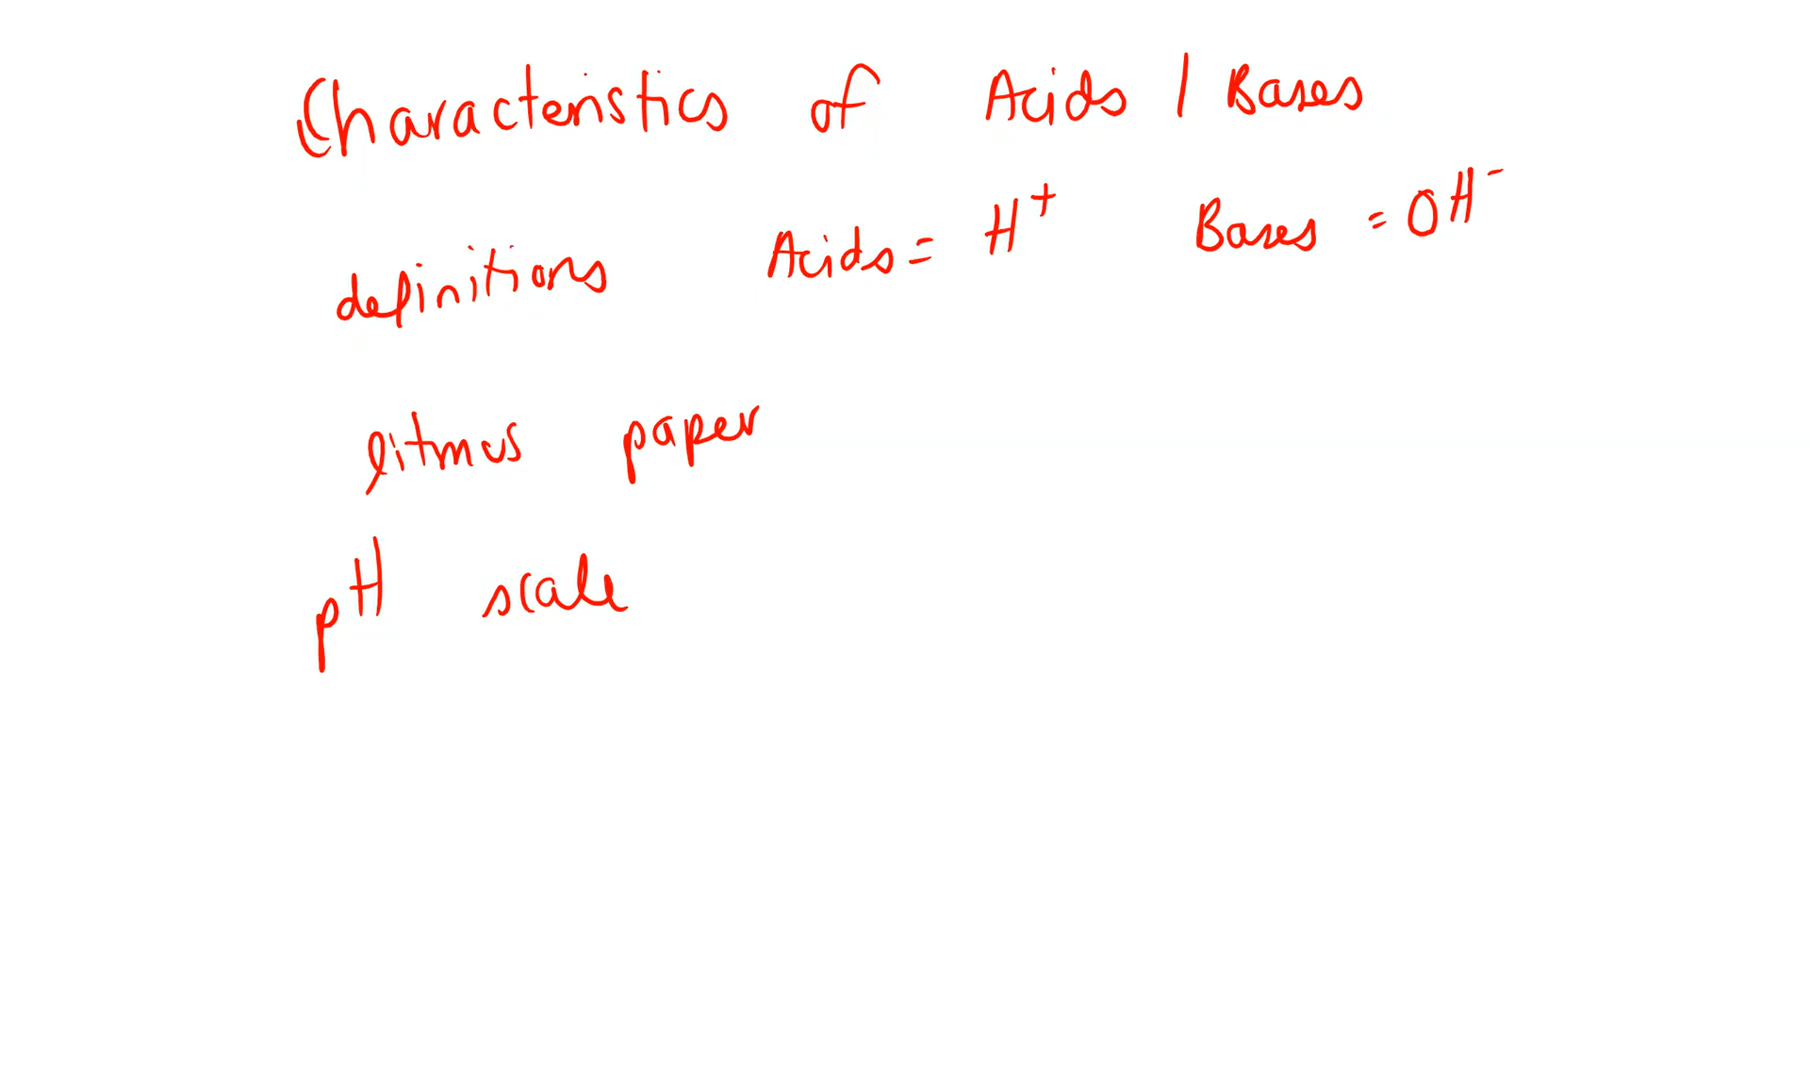 Characteristics of Acids / Bases
definitions Acids = H⁺ Bases = OH⁻
litmus paper
pH scale